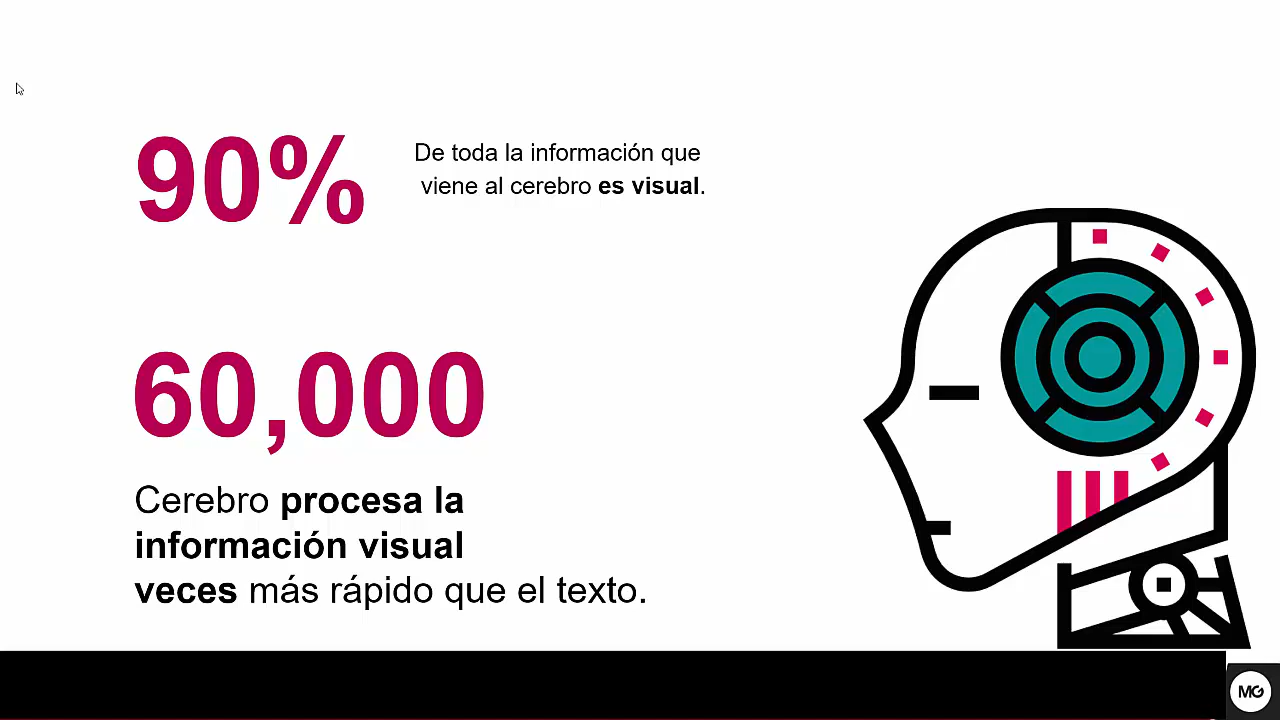 90%
De toda la información que
viene al cerebro es visual.
60,000
Cerebro procesa la
información visual
veces más rápido que el texto.
MG